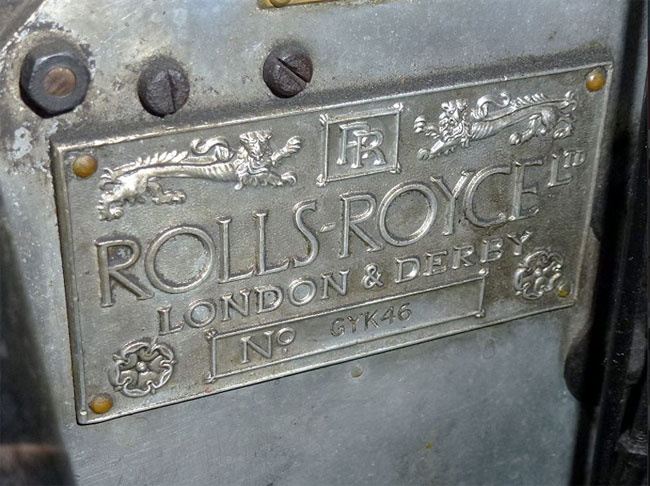 RR
ROLLS-ROYCE LTD
LONDON & DERBY
No GYK46